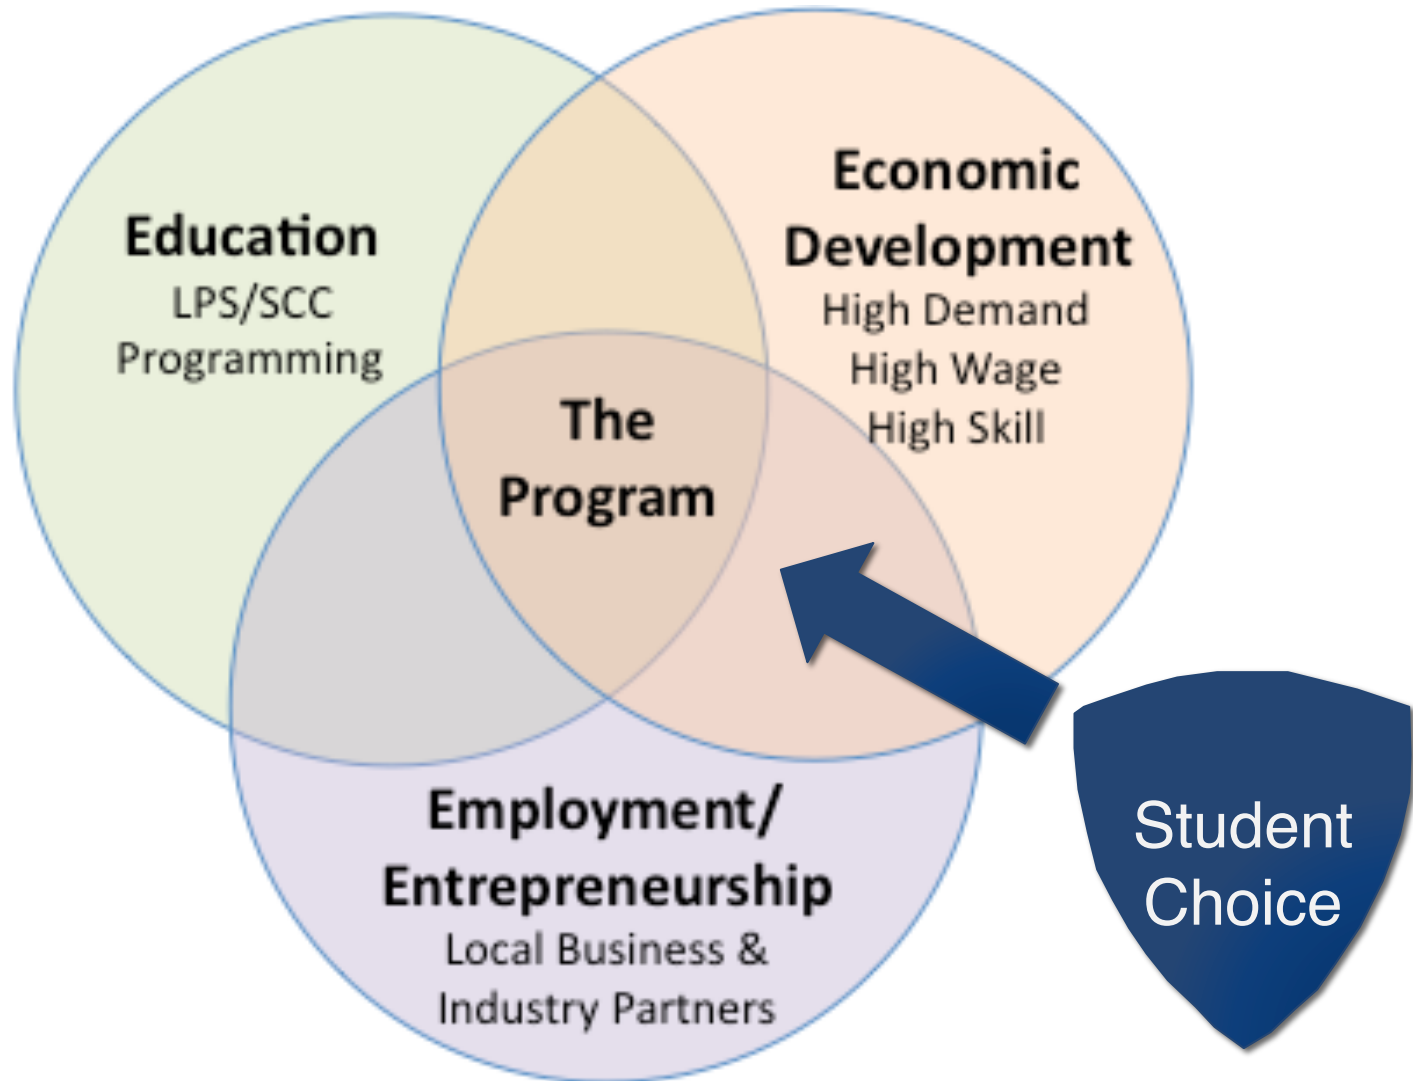 Education
LPS/SCC
Programming
Economic
Development
High Demand
High Wage
High Skill
The
Program
Employment/
Entrepreneurship
Local Business &
Industry Partners
Student
Choice